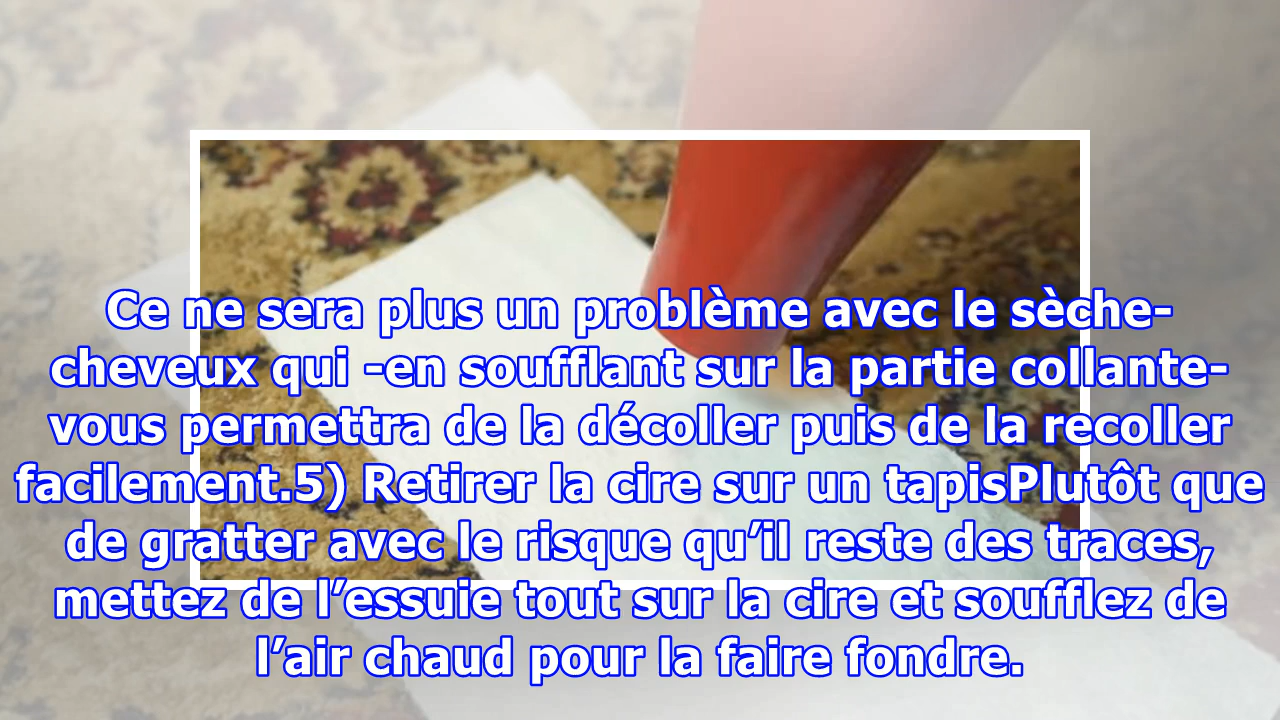 Ce ne sera plus un problème avec le sèche-
cheveux qui -en soufflant sur la partie collante-
vous permettra de la décoller puis de la recoller
facilement.5) Retirer la cire sur un tapisPlutôt que
de gratter avec le risque qu’il reste des traces,
mettez de l’essuie tout sur la cire et soufflez de
l’air chaud pour la faire fondre.